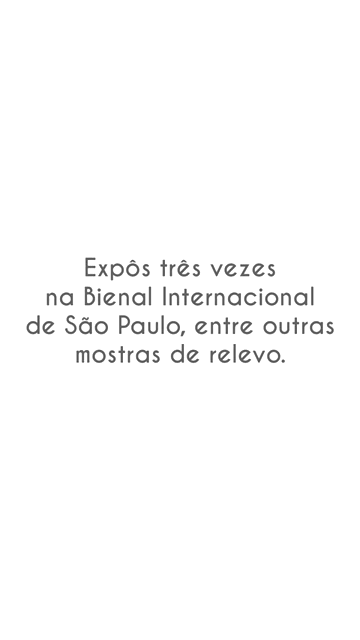 Expôs três vezes
na Bienal Internacional
de São Paulo, entre outras
mostras de relevo.